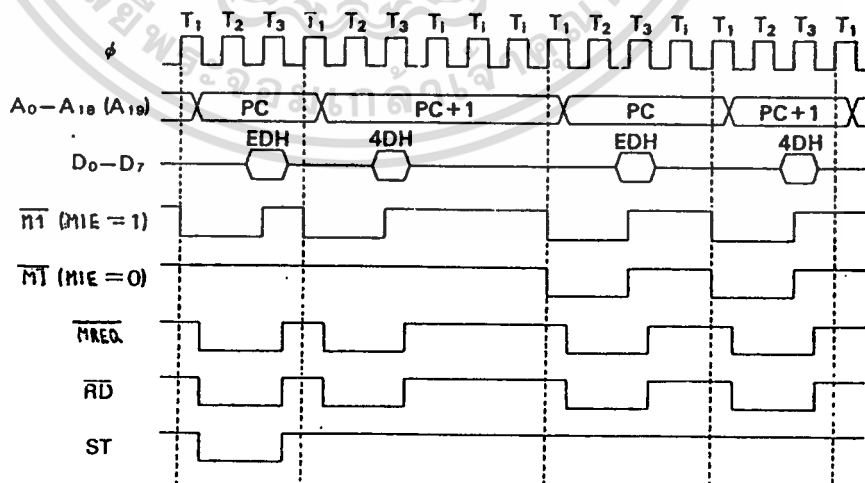 T1 T2 T3 T1 T2 T3 Ti Ti Ti T1 T2 T3 Ti T1 T2 T3 T1
φ
A0–A18 (A19) PC PC+1 PC PC+1
EDH 4DH EDH 4DH
D0–D7
M1 (MIE = 1)
M1 (MIE = 0)
MREQ
RD
ST